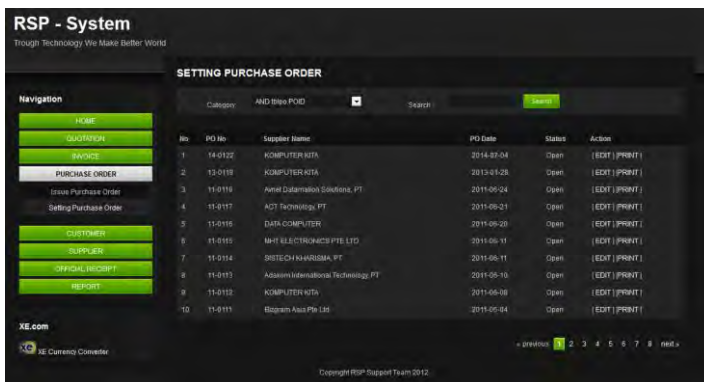 RSP - System
Trough Technology We Make Better World
SETTING PURCHASE ORDER
Navigation
Category AND tblpo POID Search Search
HOME
QUOTATION
INVOICE
PURCHASE ORDER
Issue Purchase Order
Setting Purchase Order
CUSTOMER
SUPPLIER
OFFICIAL RECEIPT
REPORT
No PO No Supplier Name PO Date Status Action
1 14-0122 KOMPUTER KITA 2014-07-04 Open | EDIT | |PRINT |
2 13-0119 KOMPUTER KITA 2013-01-28 Open | EDIT | |PRINT |
3 11-0118 Avnet Datamation Solutions, PT 2011-06-24 Open | EDIT | |PRINT |
4 11-0117 ACT Technology, PT 2011-06-21 Open | EDIT | |PRINT |
5 11-0116 DATA COMPUTER 2011-06-20 Open | EDIT | |PRINT |
6 11-0115 NHT ELECTRONICS PTE LTD 2011-06-11 Open | EDIT | |PRINT |
7 11-0114 SISTECH KHARISMA, PT 2011-06-11 Open | EDIT | |PRINT |
8 11-0113 Adakom International Technology, PT 2011-06-10 Open | EDIT | |PRINT |
9 11-0112 KOMPUTER KITA 2011-06-08 Open | EDIT | |PRINT |
10 11-0111 Asia Pte Ltd 2011-06-04 Open | EDIT | |PRINT |
« previous 1 2 3 4 5 6 7 8 next »
XE.com
xe XE Currency Converter
Copyright RSP Support Team 2012